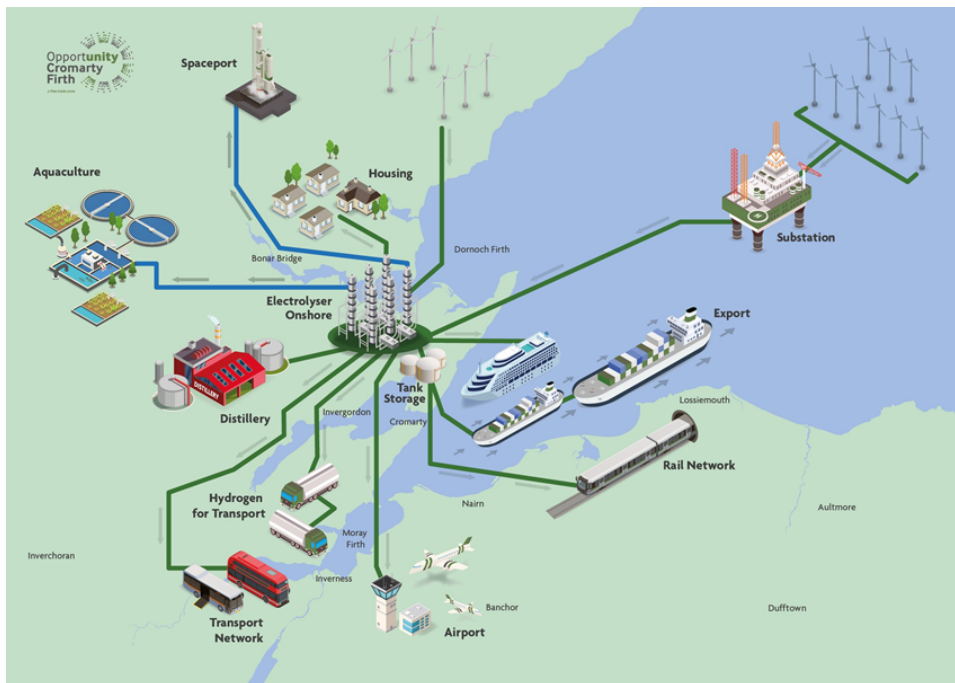 Opportunity
Cromarty
Firth
Spaceport
Housing
Aquaculture
Substation
Dornoch Firth
Bonar Bridge
Electrolyser
Onshore
Export
DISTILLERY
Distillery
Tank
Storage
Invergordon
Cromarty
Lossiemouth
Rail Network
Hydrogen
for Transport
Nairn
Aultmore
Moray
Firth
Inverchoran
Inverness
Banchor
Dufftown
Transport
Network
Airport